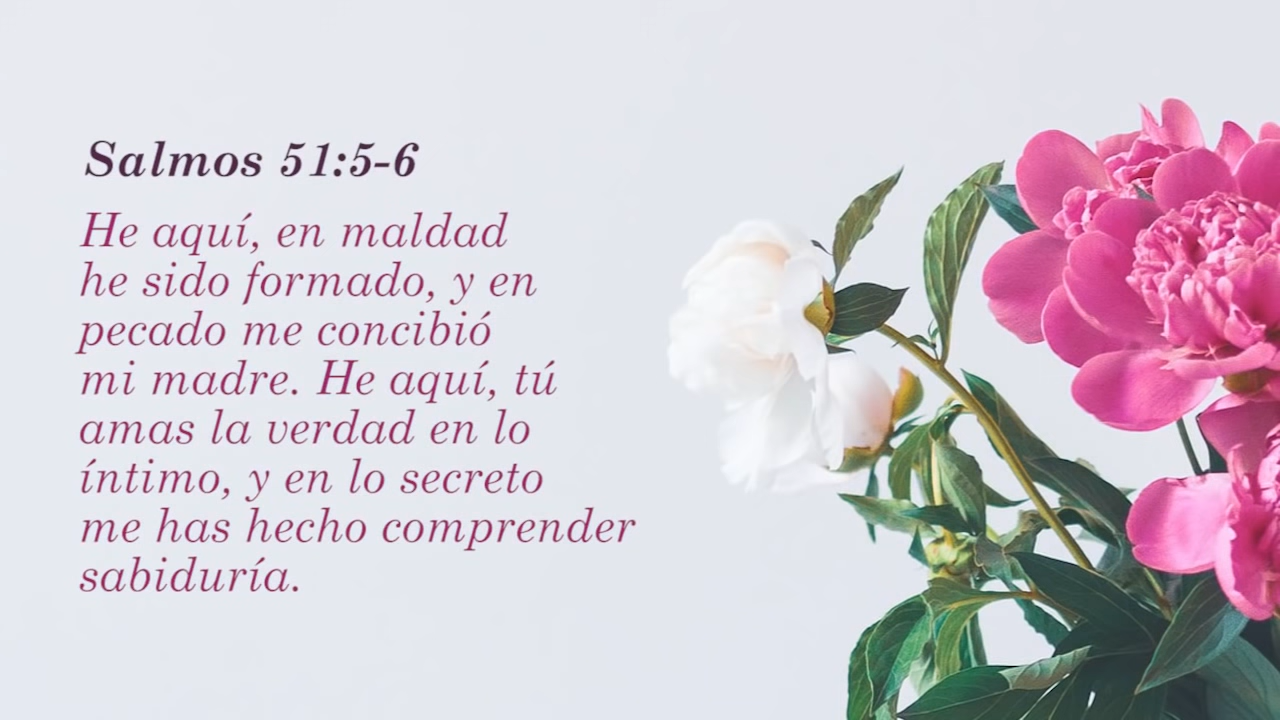 Salmos 51:5-6
He aquí, en maldad
he sido formado, y en
pecado me concibió
mi madre. He aquí, tú
amas la verdad en lo
íntimo, y en lo secreto
me has hecho comprender
sabiduría.